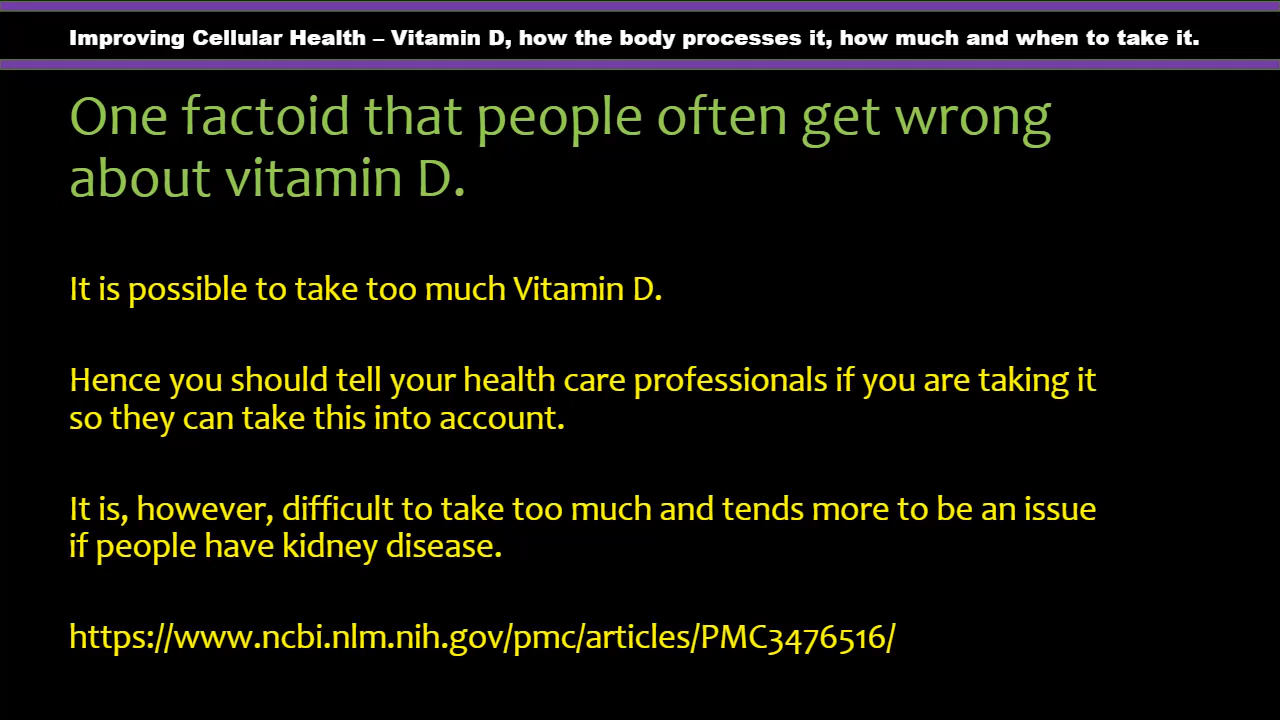 Improving Cellular Health – Vitamin D, how the body processes it, how much and when to take it.
One factoid that people often get wrong
about vitamin D.
It is possible to take too much Vitamin D.
Hence you should tell your health care professionals if you are taking it
so they can take this into account.
It is, however, difficult to take too much and tends more to be an issue
if people have kidney disease.
https://www.ncbi.nlm.nih.gov/pmc/articles/PMC3476516/